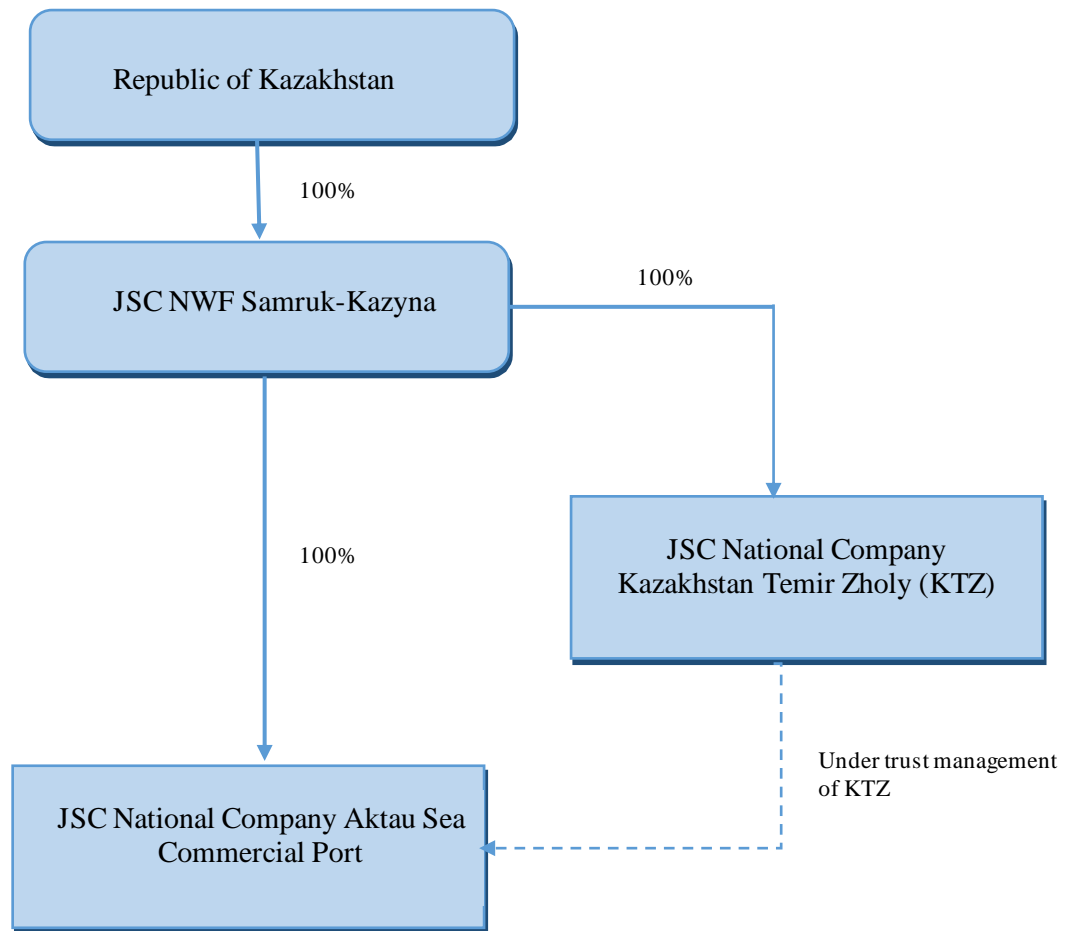 Republic of Kazakhstan
100%
JSC NWF Samruk-Kazyna
100%
100%
JSC National Company
Kazakhstan Temir Zholy (KTZ)
Under trust management
of KTZ
JSC National Company Aktau Sea
Commercial Port